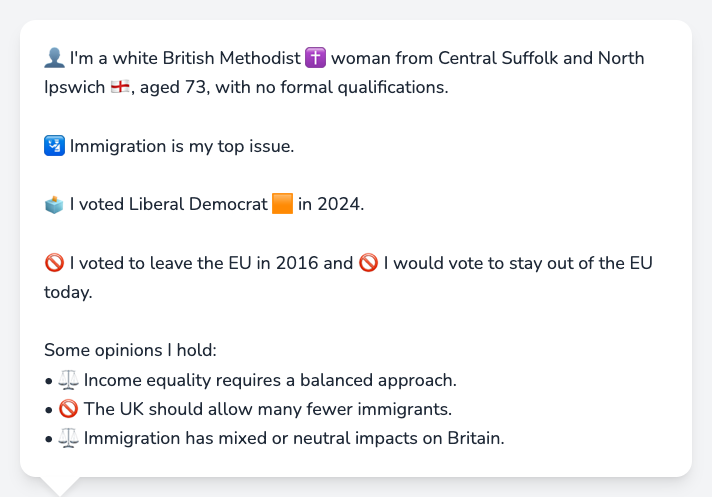 👤 I'm a white British Methodist ✝️ woman from Central Suffolk and North
Ipswich 🏴󠁧󠁢󠁥󠁮󠁧󠁿, aged 73, with no formal qualifications.
🛂 Immigration is my top issue.
🗳️ I voted Liberal Democrat 🟧 in 2024.
🚫 I voted to leave the EU in 2016 and 🚫 I would vote to stay out of the EU
today.
Some opinions I hold:
• ⚖️ Income equality requires a balanced approach.
• 🚫 The UK should allow many fewer immigrants.
• ⚖️ Immigration has mixed or neutral impacts on Britain.